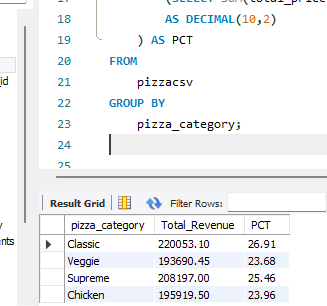 17 (SELECT SUM(total_price
18 AS DECIMAL(10,2)
19 ) AS PCT
20 FROM
21 pizzacsv
22 GROUP BY
23 pizza_category;
24
25
id
ents
Result Grid Filter Rows:
pizza_category Total_Revenue PCT
Classic 220053.10 26.91
Veggie 193690.45 23.68
Supreme 208197.00 25.46
Chicken 195919.50 23.96